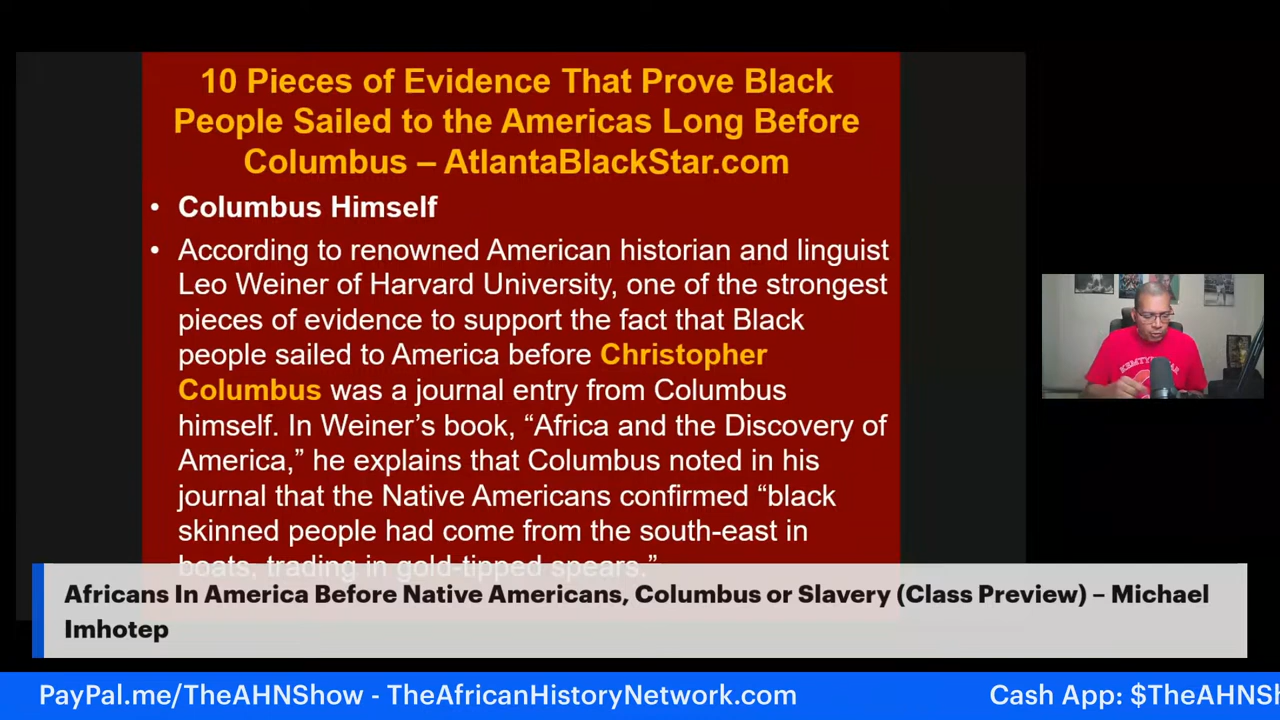 10 Pieces of Evidence That Prove Black
People Sailed to the Americas Long Before
Columbus – AtlantaBlackStar.com
• Columbus Himself
• According to renowned American historian and linguist
Leo Weiner of Harvard University, one of the strongest
pieces of evidence to support the fact that Black
people sailed to America before Christopher
Columbus was a journal entry from Columbus
himself. In Weiner’s book, “Africa and the Discovery of
America,” he explains that Columbus noted in his
journal that the Native Americans confirmed “black
skinned people had come from the south-east in
boats, trading in gold-tipped spears.”
Africans In America Before Native Americans, Columbus or Slavery (Class Preview) – Michael
Imhotep
PayPal.me/TheAHNShow - TheAfricanHistoryNetwork.com Cash App: $TheAHNSh